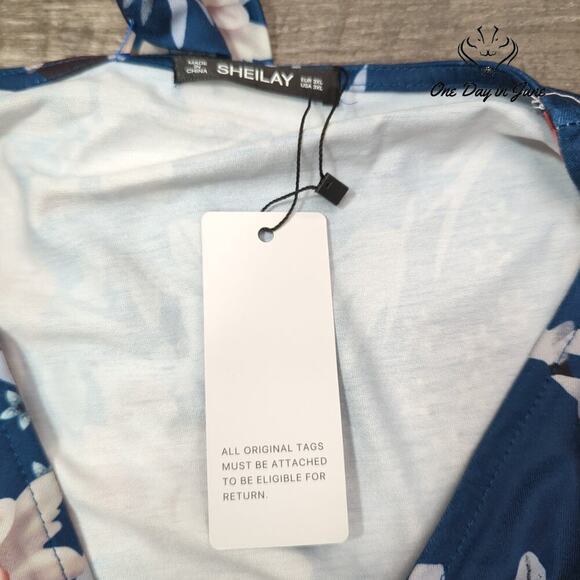 MADE
IN
CHINA
SHEILAY
EUR 3XL
USA 3XL
One Day in June
ALL ORIGINAL TAGS
MUST BE ATTACHED
TO BE ELIGIBLE FOR
RETURN.